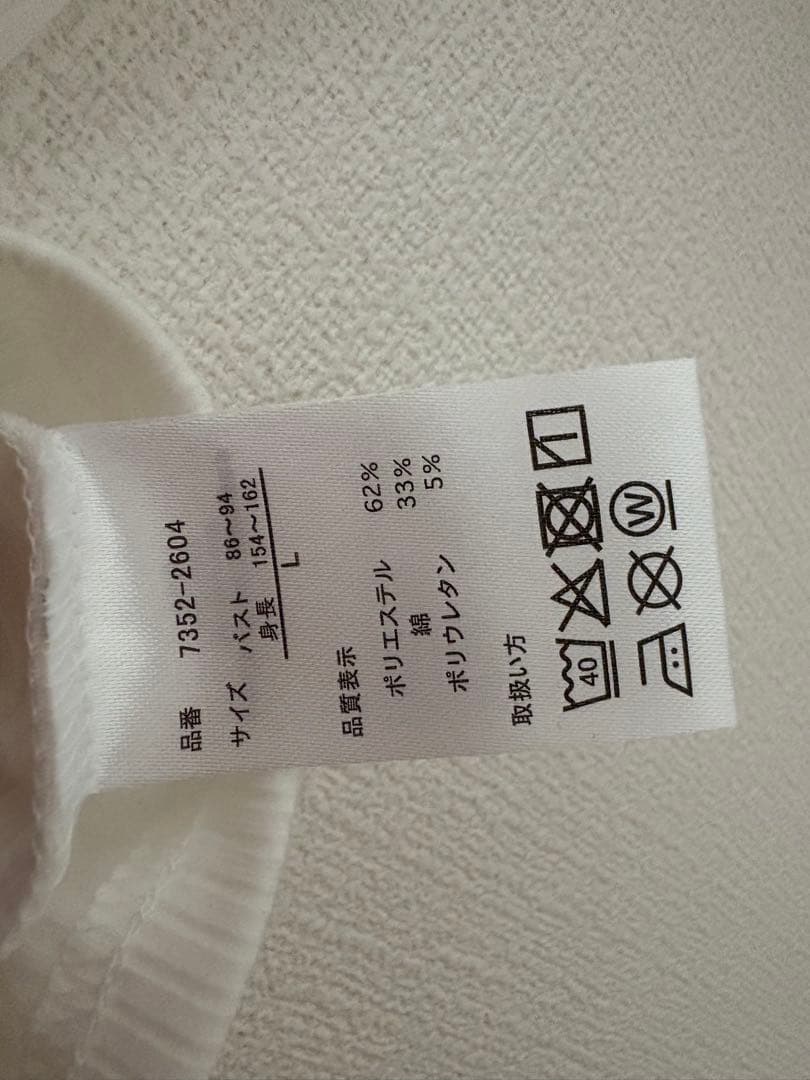 品番 7352-2604
サイズ バスト 86～94
身長 154～162
L
品質表示
ポリエステル 62%
綿 33%
ポリウレタン 5%
取扱い方
40
W